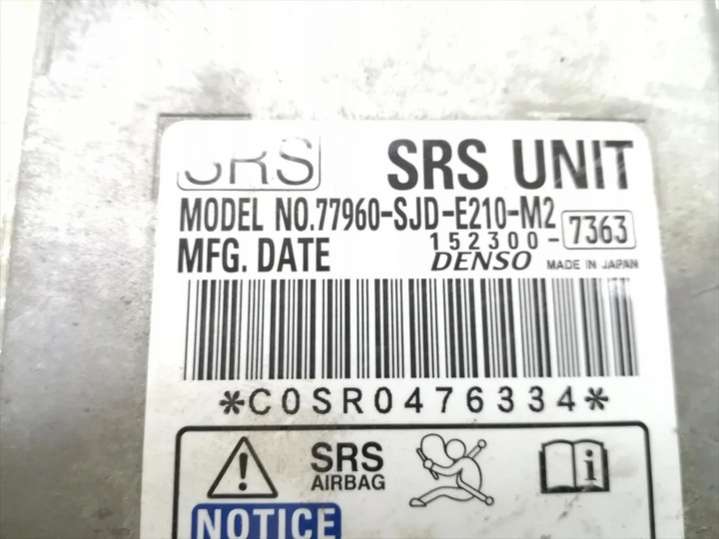 SRS SRS UNIT
MODEL NO.77960-SJD-E210-M2
152300-7363
MFG. DATE DENSO MADE IN JAPAN
*C0SR0476334*
SRS
AIRBAG
i
NOTICE